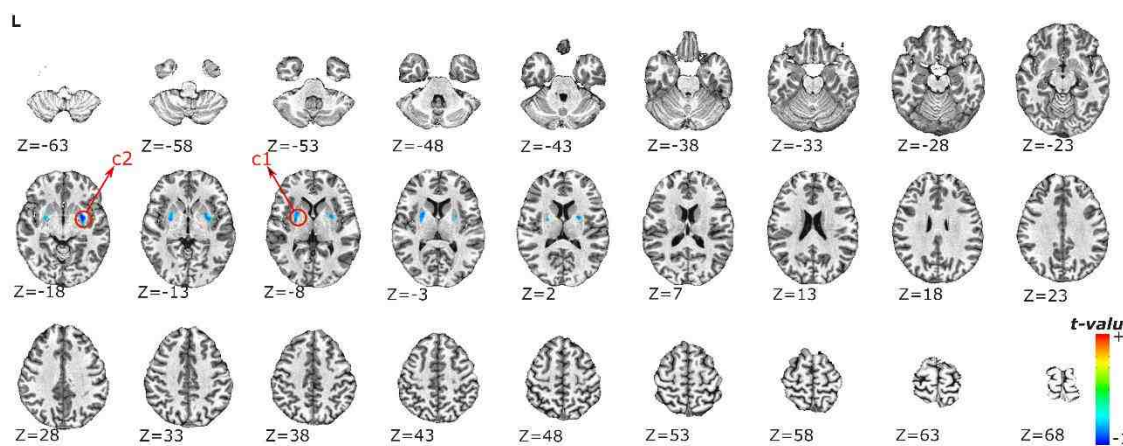 L
Z=-63 Z=-58 Z=-53 Z=-48 Z=-43 Z=-38 Z=-33 Z=-28 Z=-23
c2 c1
Z=-18 Z=-13 Z=-8 Z=-3 Z=2 Z=7 Z=13 Z=18 Z=23
t-valu
+
Z=28 Z=33 Z=38 Z=43 Z=48 Z=53 Z=58 Z=63 Z=68